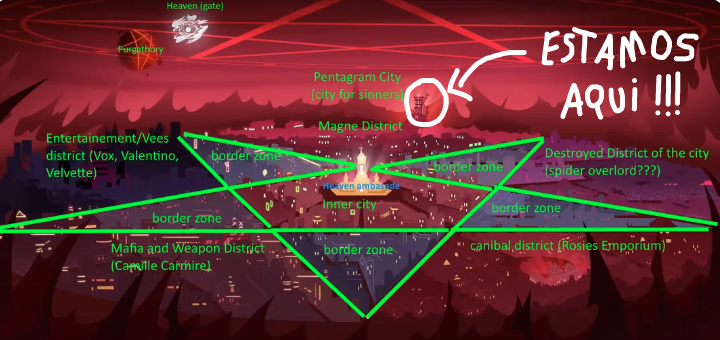 Heaven (gate)
Purgathory
ESTAMOS
AQUI !!!
Pentagram City
(city for sinners)
Magne District
Entertainement/Vees
district (Vox, Valentino,
Velvette)
border zone
border zone
Destroyed District of the city
(spider overlord???)
Heaven ambasade
Inner city
border zone
border zone
Mafia and Weapon District
(Camille Carmire)
border zone
canibal district (Rosies Emporium)